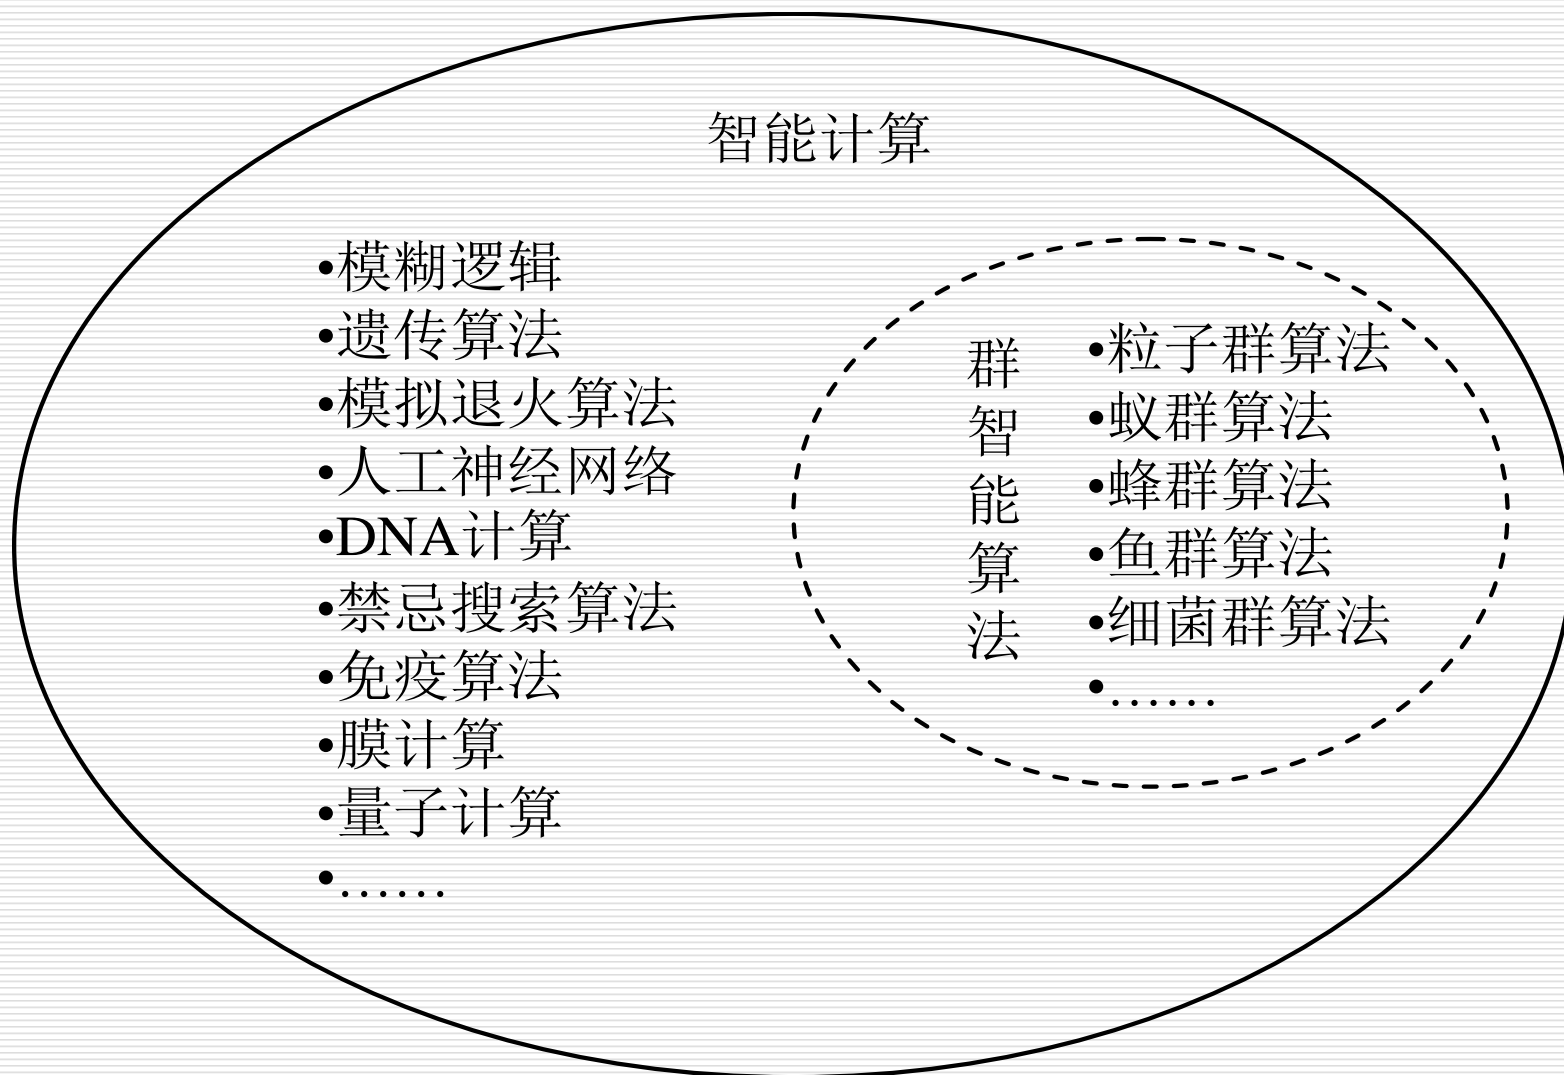 智能计算
•模糊逻辑
•遗传算法
•模拟退火算法
•人工神经网络
•DNA计算
•禁忌搜索算法
•免疫算法
•膜计算
•量子计算
•……
群智能算法
•粒子群算法
•蚁群算法
•蜂群算法
•鱼群算法
•细菌群算法
•……